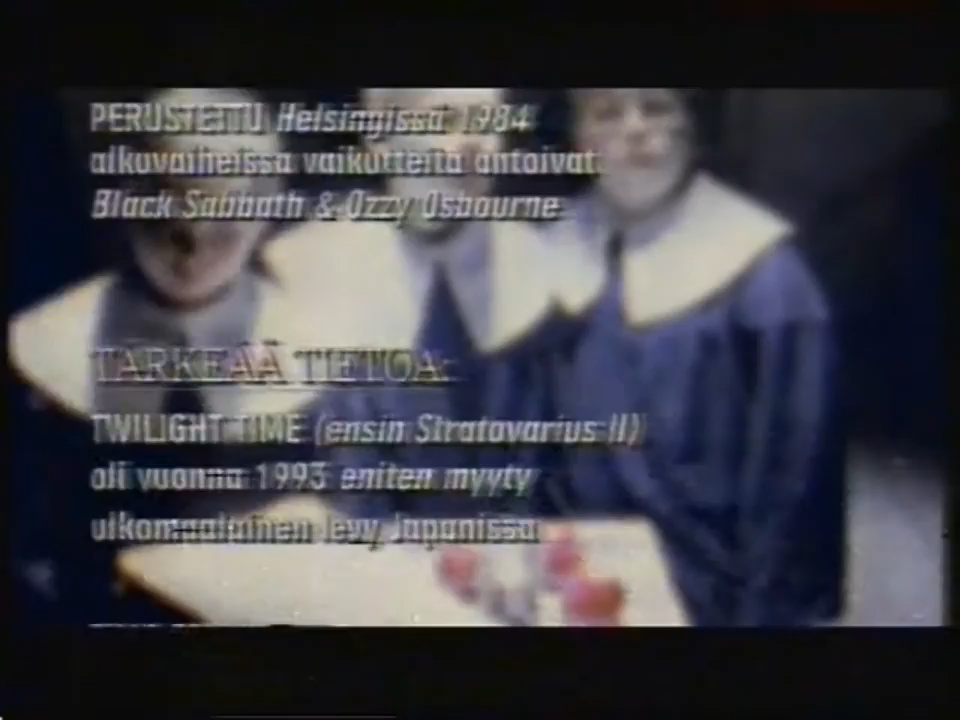 PERUSTETTU Helsingissä 1984
alkuvaiheissa vaikutteita antoivat
Black Sabbath & Ozzy Osbourne
TÄRKEÄÄ TIETOA:
TWILIGHT TIME (ensin Stratovarius II)
oli vuonna 1993 eniten myyty
ulkomaalainen levy Japanissa